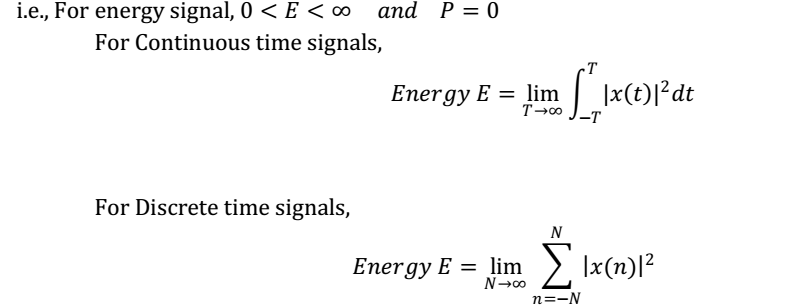 i.e., For energy signal, 0 < E < ∞ and P = 0
For Continuous time signals,
Energy E = lim_{T→∞} ∫_{−T}^{T} |x(t)|² dt
For Discrete time signals,
Energy E = lim_{N→∞} ∑_{n=−N}^{N} |x(n)|²